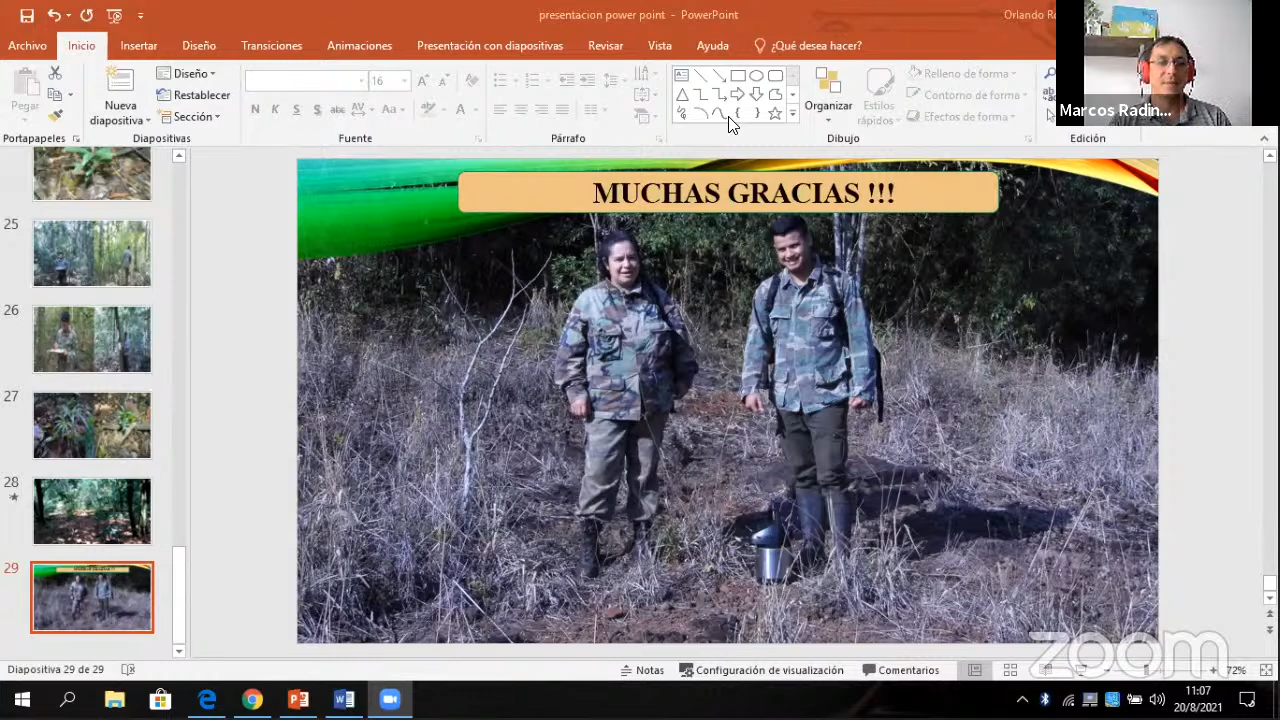 presentacion power point - PowerPoint
Orlando Ro
Archivo
Inicio
Insertar
Diseño
Transiciones
Animaciones
Presentación con diapositivas
Revisar
Vista
Ayuda
¿Qué desea hacer?
Pegar
Nueva
diapositiva
Diseño
Restablecer
Sección
16
N K S
Organizar
Estilos
rápidos
Relleno de forma
Contorno de forma
Efectos de forma
Portapapeles
Diapositivas
Fuente
Párrafo
Dibujo
Edición
Marcos Radin...
MUCHAS GRACIAS !!!
25
26
27
28
29
zoom
Diapositiva 29 de 29
Notas
Configuración de visualización
Comentarios
72%
11:07
20/8/2021